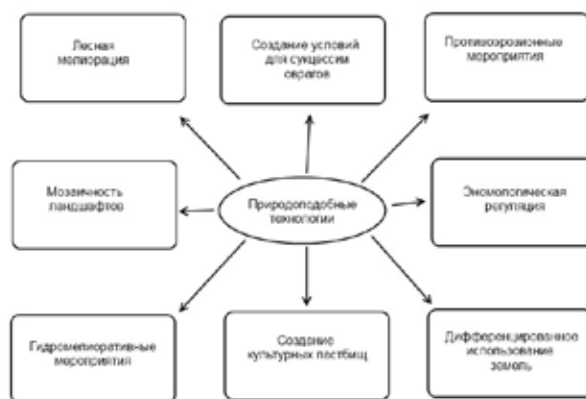 Лесная
мелиорация
Создание условий
для сукцессии
оврагов
Противоэрозионные
мероприятия
Мозаичность
ландшафтов
Природоподобные
технологии
Эномологическая
регуляция
Гидромелиоративные
мероприятия
Создание
культурных пастбищ
Дифференцированное
использование
земель